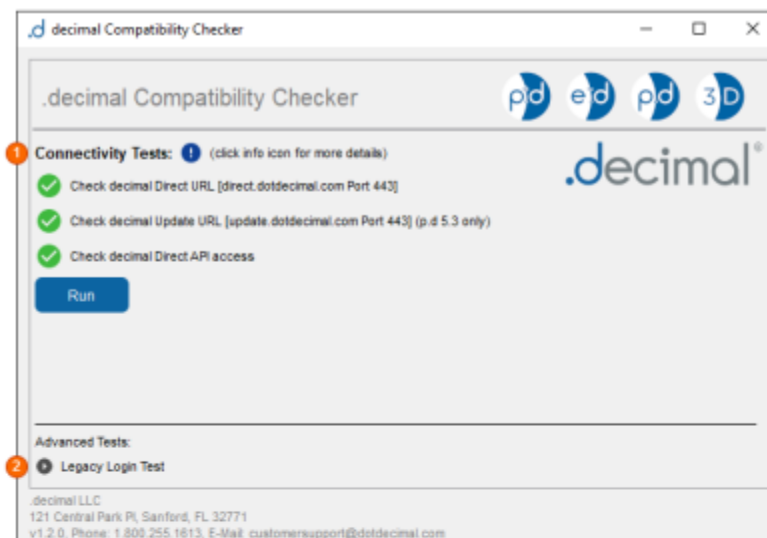 .d decimal Compatibility Checker
.decimal Compatibility Checker
p.d e.d p.d 3D
.decimal®
1 Connectivity Tests: (click info icon for more details)
Check decimal Direct URL [direct.dotdecimal.com Port 443]
Check decimal Update URL [update.dotdecimal.com Port 443] (p.d 5.3 only)
Check decimal Direct API access
Run
Advanced Tests:
2 Legacy Login Test
.decimal LLC
121 Central Park Pl, Sanford, FL 32771
v1.2.0, Phone: 1.800.255.1613, E-Mail: customersupport@dotdecimal.com